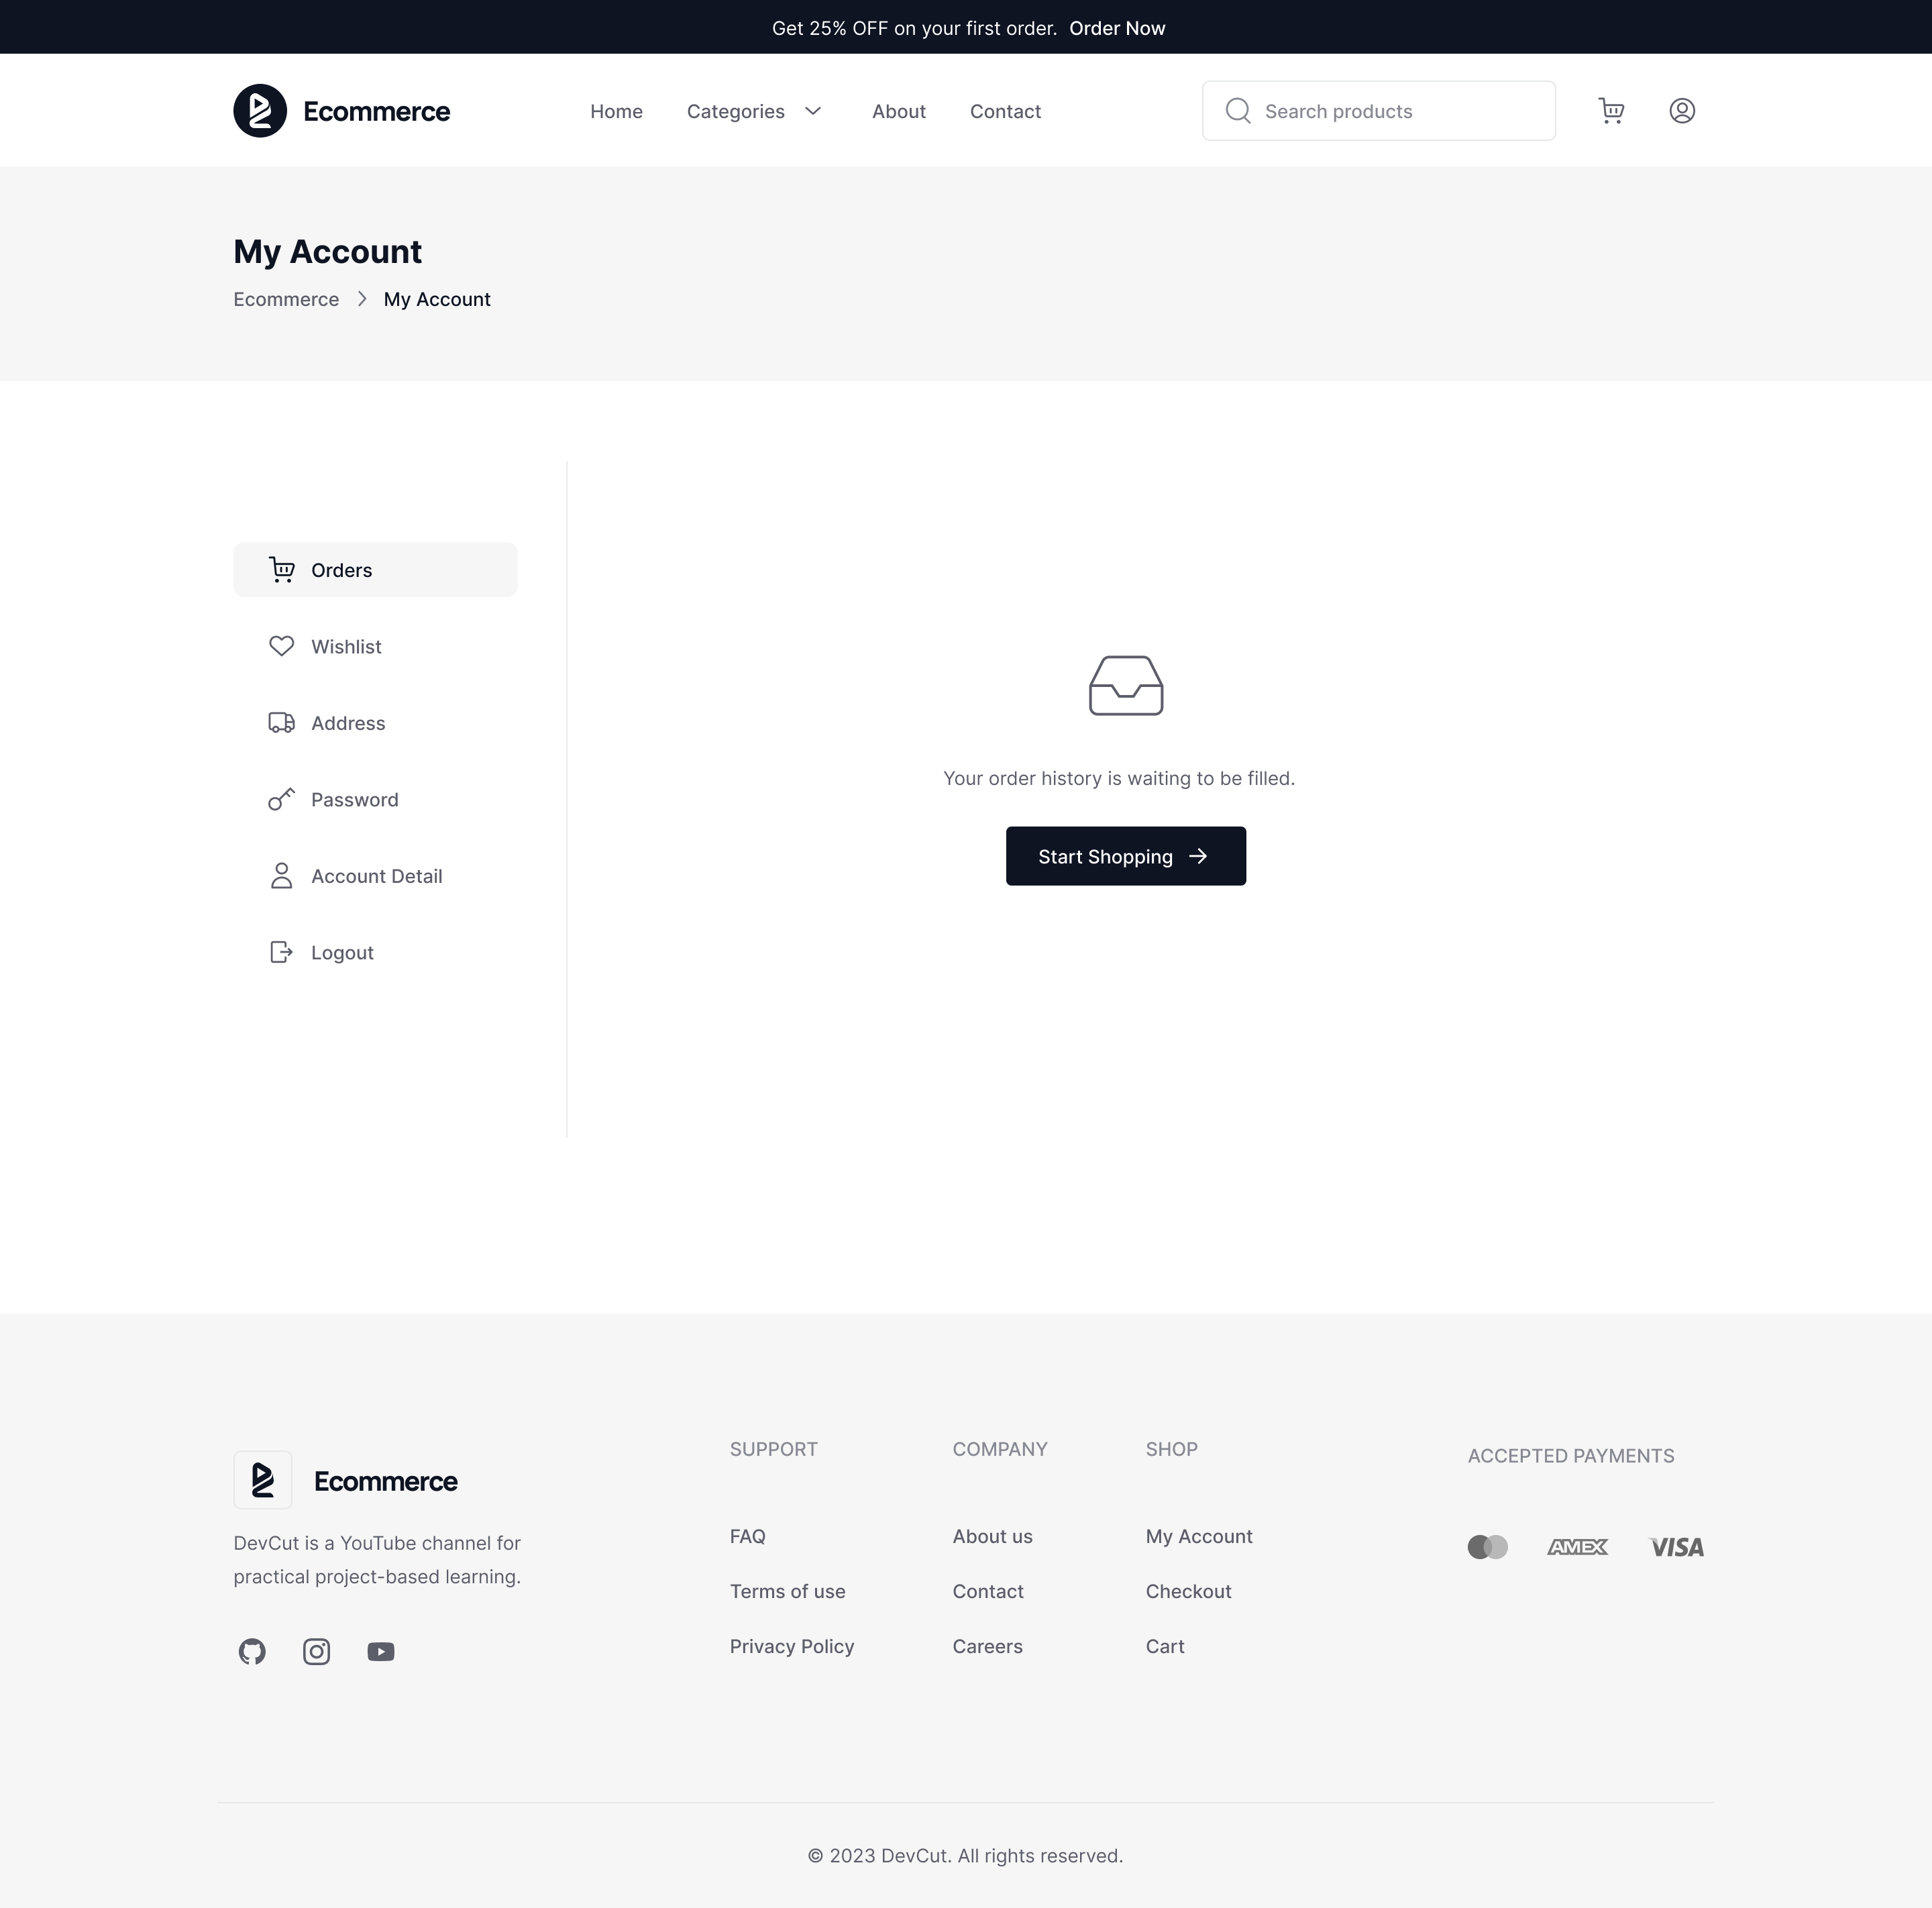 Get 25% OFF on your first order. Order Now
Ecommerce
Home Categories About Contact
Search products
My Account
Ecommerce My Account
Orders
Wishlist
Address
Password
Account Detail
Logout
Your order history is waiting to be filled.
Start Shopping
Ecommerce
DevCut is a YouTube channel for
practical project-based learning.
SUPPORT
FAQ
Terms of use
Privacy Policy
COMPANY
About us
Contact
Careers
SHOP
My Account
Checkout
Cart
ACCEPTED PAYMENTS
AMEX VISA
© 2023 DevCut. All rights reserved.